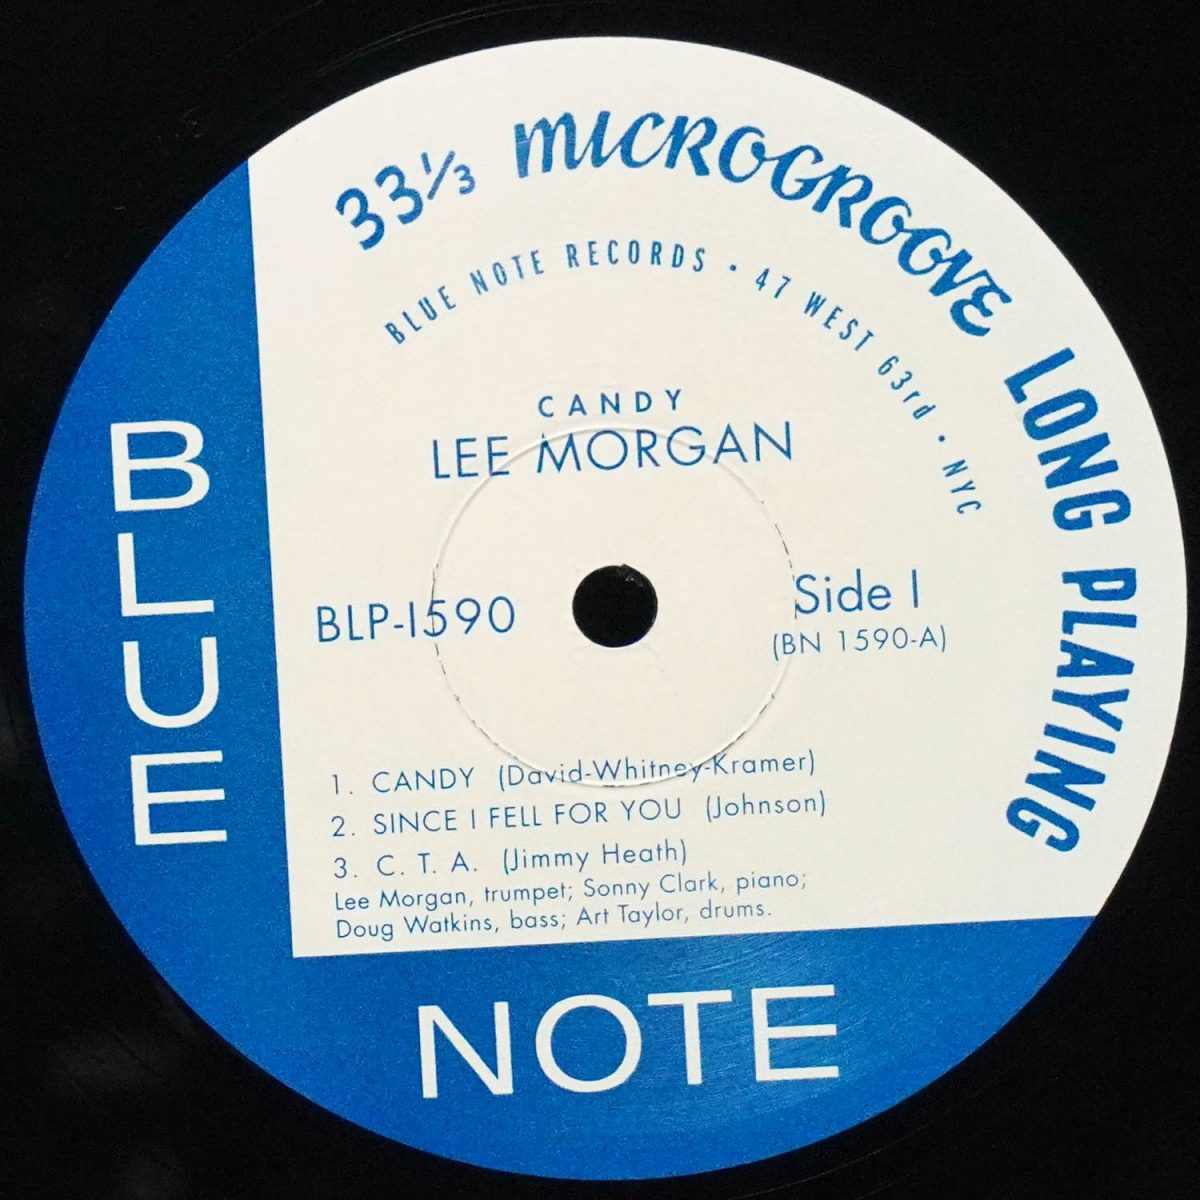 33⅓ MICROGROOVE LONG PLAYING
BLUE NOTE RECORDS • 47 WEST 63rd • NYC
CANDY
LEE MORGAN
BLP-1590
Side 1
(BN 1590-A)
1. CANDY (David-Whitney-Kramer)
2. SINCE I FELL FOR YOU (Johnson)
3. C. T. A. (Jimmy Heath)
Lee Morgan, trumpet; Sonny Clark, piano;
Doug Watkins, bass; Art Taylor, drums.
BLUE
NOTE